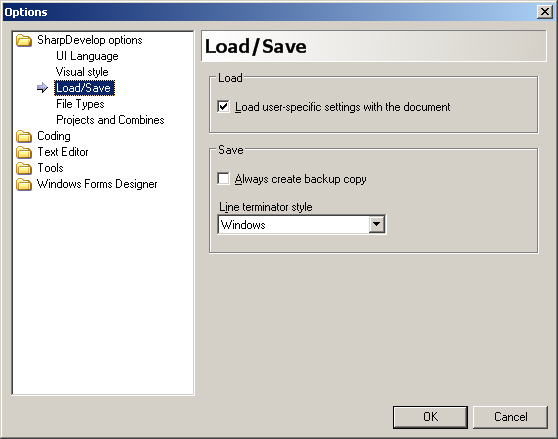 Options
SharpDevelop options
UI Language
Visual style
Load/Save
File Types
Projects and Combines
Coding
Text Editor
Tools
Windows Forms Designer
Load/Save
Load
Load user-specific settings with the document
Save
Always create backup copy
Line terminator style
Windows
OK
Cancel